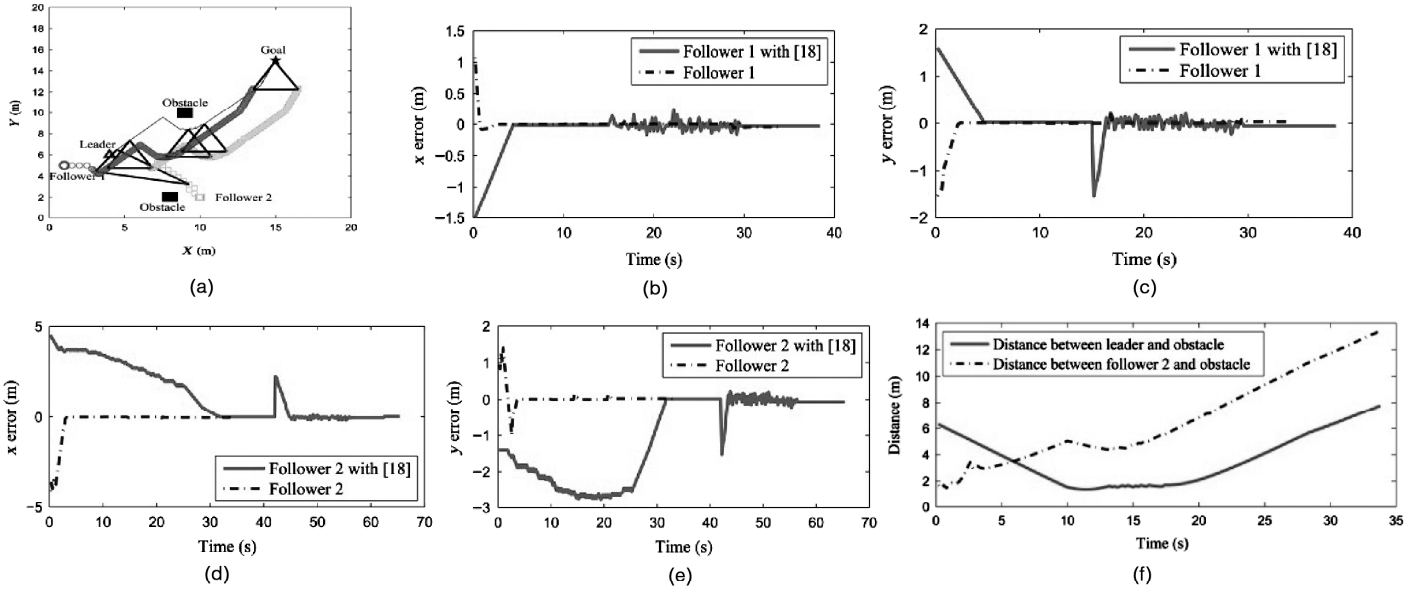 20
18
16
14
12
10
8
6
4
2
0
Y (m)
Goal
Obstacle
Leader
Follower 1
Follower 2
Obstacle
0 5 10 15 20
X (m)
(a)
1.5
1
0.5
0
−0.5
−1
−1.5
x error (m)
Follower 1 with [18]
Follower 1
0 10 20 30 40
Time (s)
(b)
2
1
0
−1
−2
y error (m)
Follower 1 with [18]
Follower 1
0 10 20 30 40
Time (s)
(c)
5
0
−5
x error (m)
Follower 2 with [18]
Follower 2
0 10 20 30 40 50 60 70
Time (s)
(d)
2
1
0
−1
−2
−3
y error (m)
Follower 2 with [18]
Follower 2
0 10 20 30 40 50 60 70
Time (s)
(e)
14
12
10
8
6
4
2
0
Distance (m)
Distance between leader and obstacle
Distance between follower 2 and obstacle
0 5 10 15 20 25 30 35
Time (s)
(f)